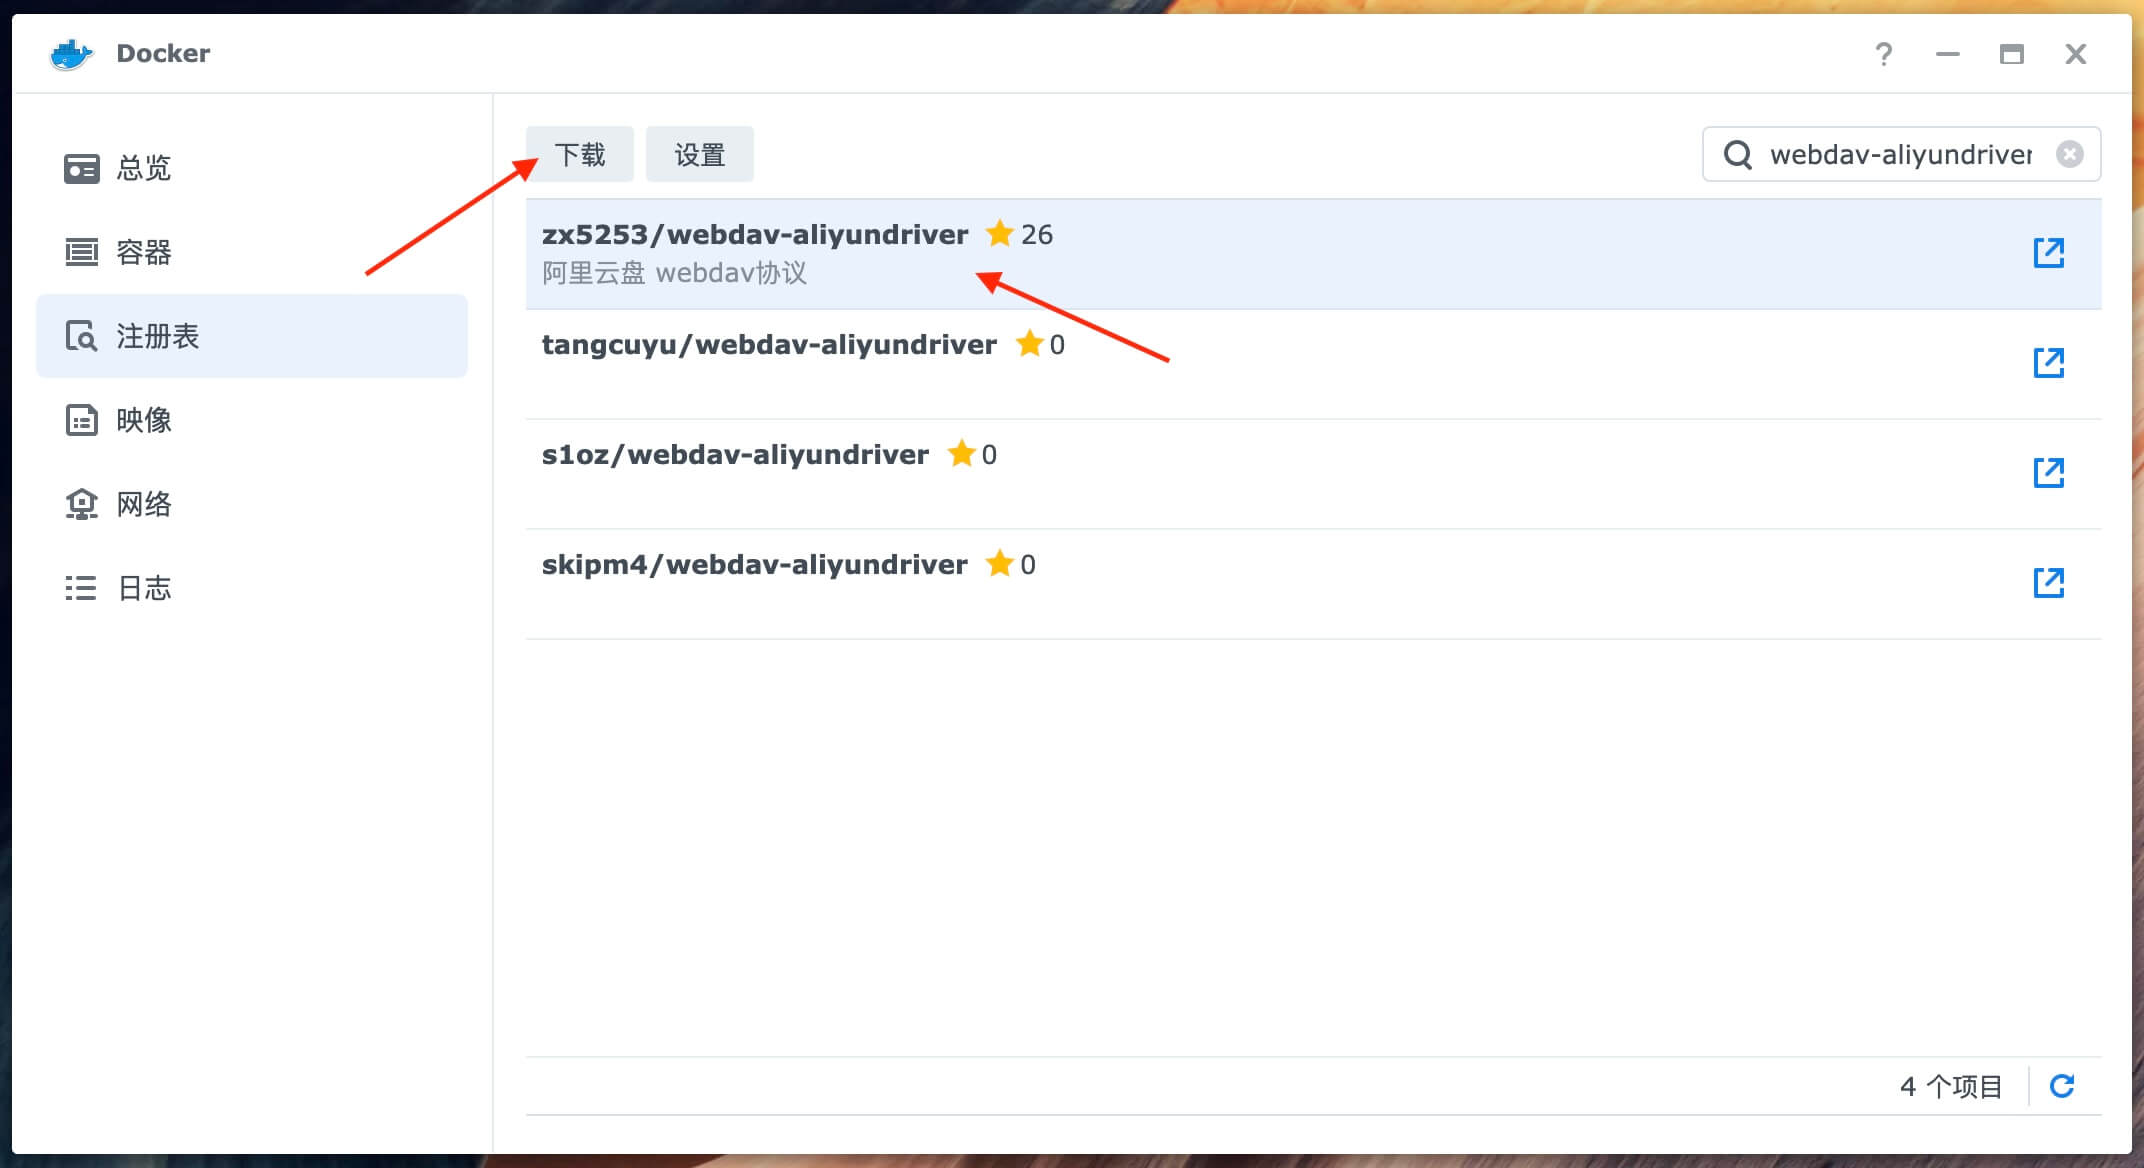 Docker
?
总览
容器
注册表
映像
网络
日志
下载
设置
webdav-aliyundriver
zx5253/webdav-aliyundriver 26
阿里云盘 webdav协议
tangcuyu/webdav-aliyundriver 0
s1oz/webdav-aliyundriver 0
skipm4/webdav-aliyundriver 0
4 个项目